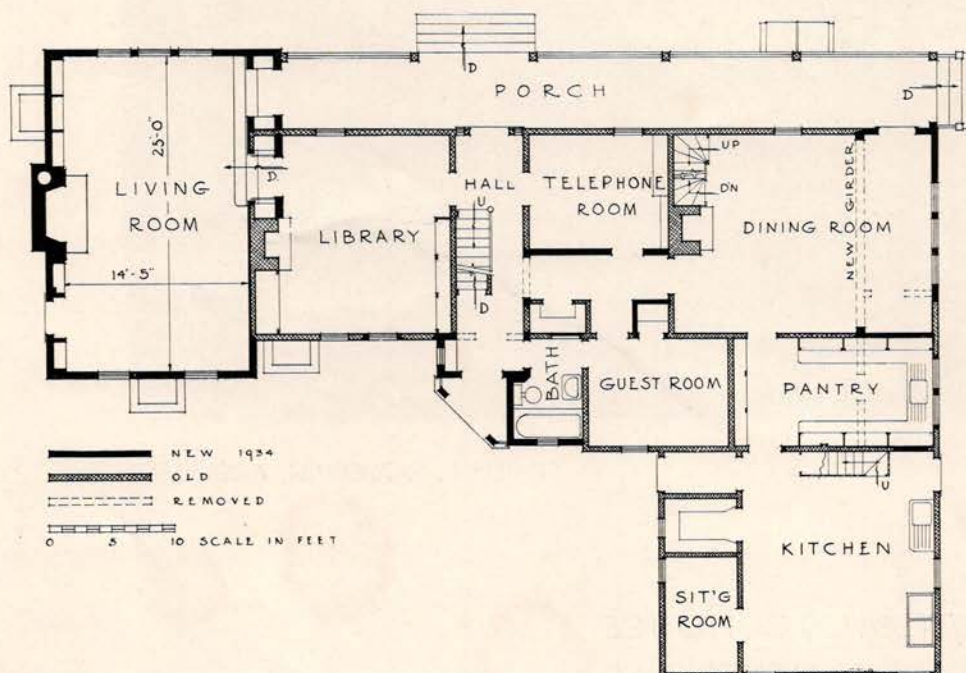 D
PORCH
D
25'-0"
LIVING
ROOM
D
14'-5"
LIBRARY
HALL
U
D
TELEPHONE
ROOM
UP
D'N
DINING ROOM
NEW GIRDER
BATH
GUEST ROOM
PANTRY
U
KITCHEN
SIT'G
ROOM
NEW 1934
OLD
REMOVED
0 5 10 SCALE IN FEET